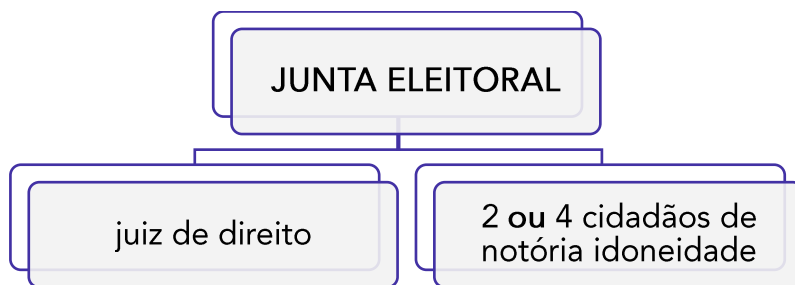 JUNTA ELEITORAL
juiz de direito
2 ou 4 cidadãos de
notória idoneidade